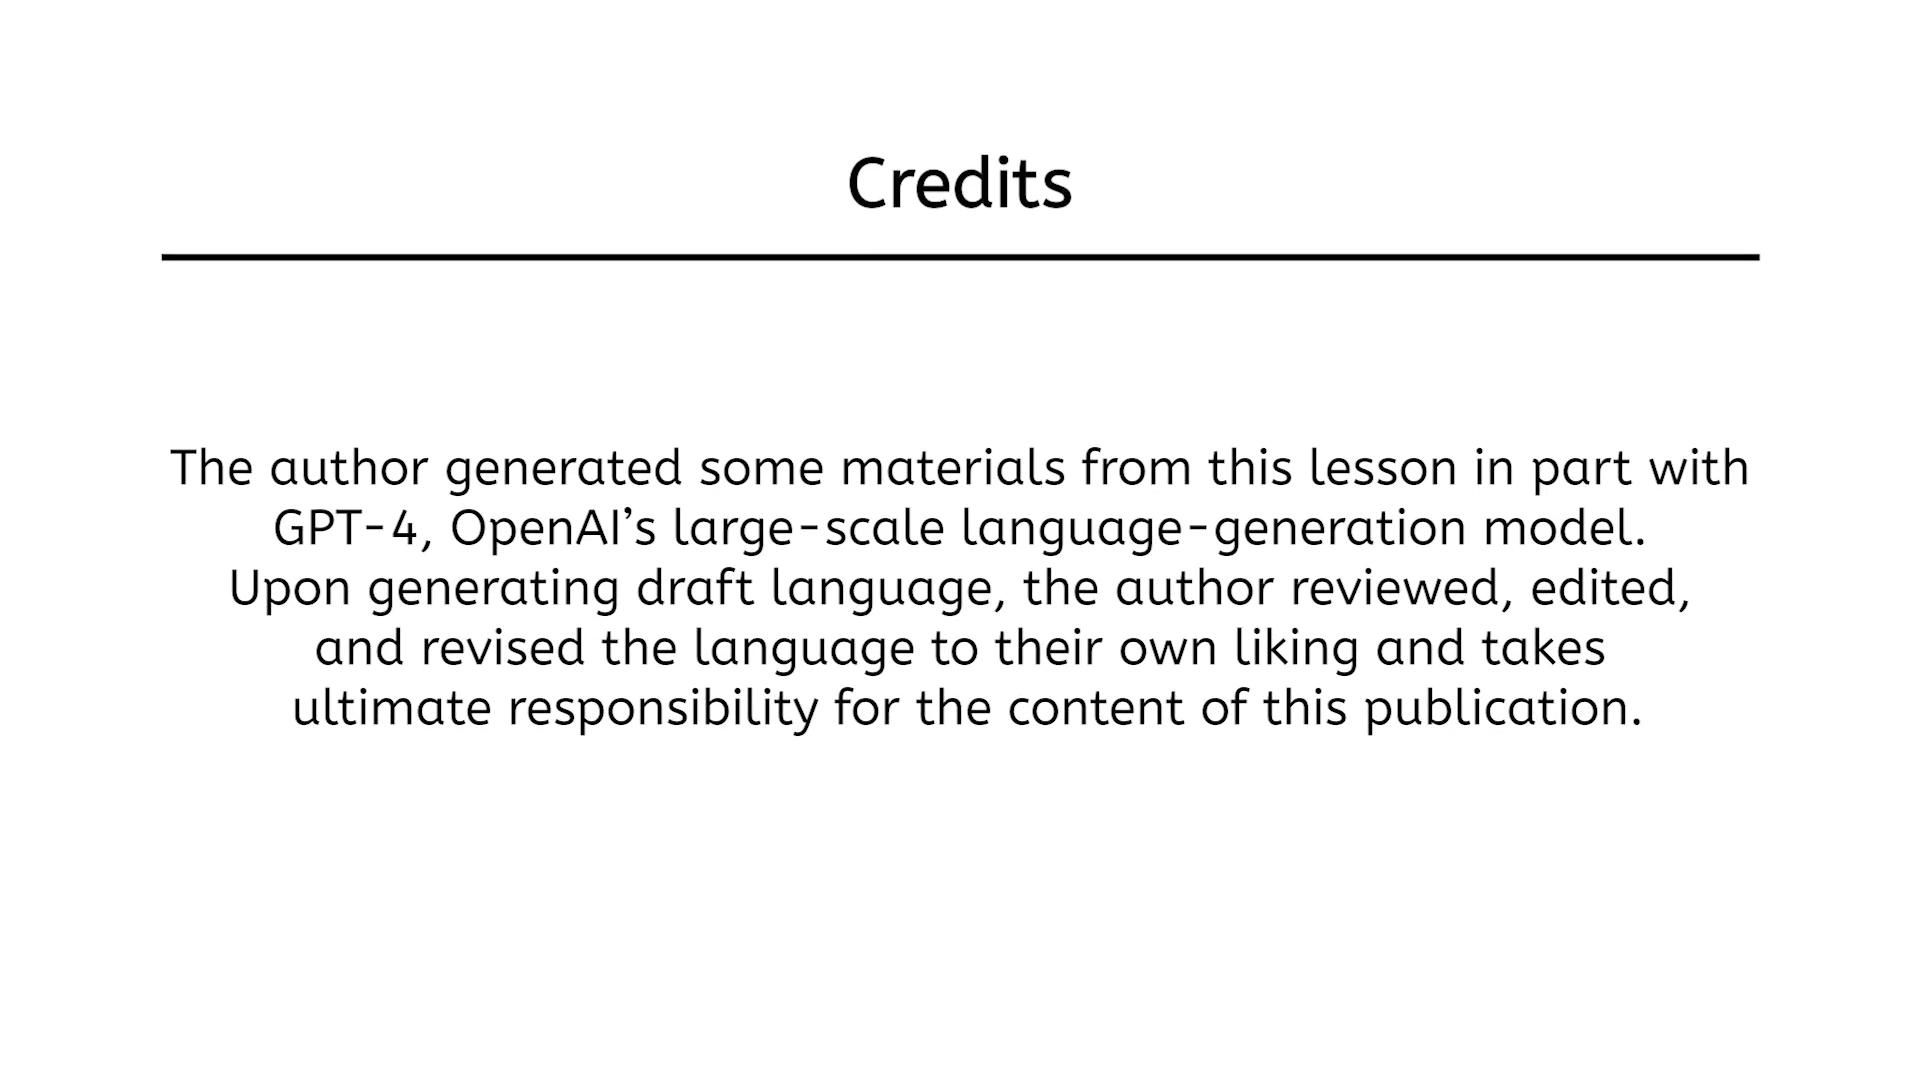 Credits
The author generated some materials from this lesson in part with
GPT-4, OpenAI’s large-scale language-generation model.
Upon generating draft language, the author reviewed, edited,
and revised the language to their own liking and takes
ultimate responsibility for the content of this publication.